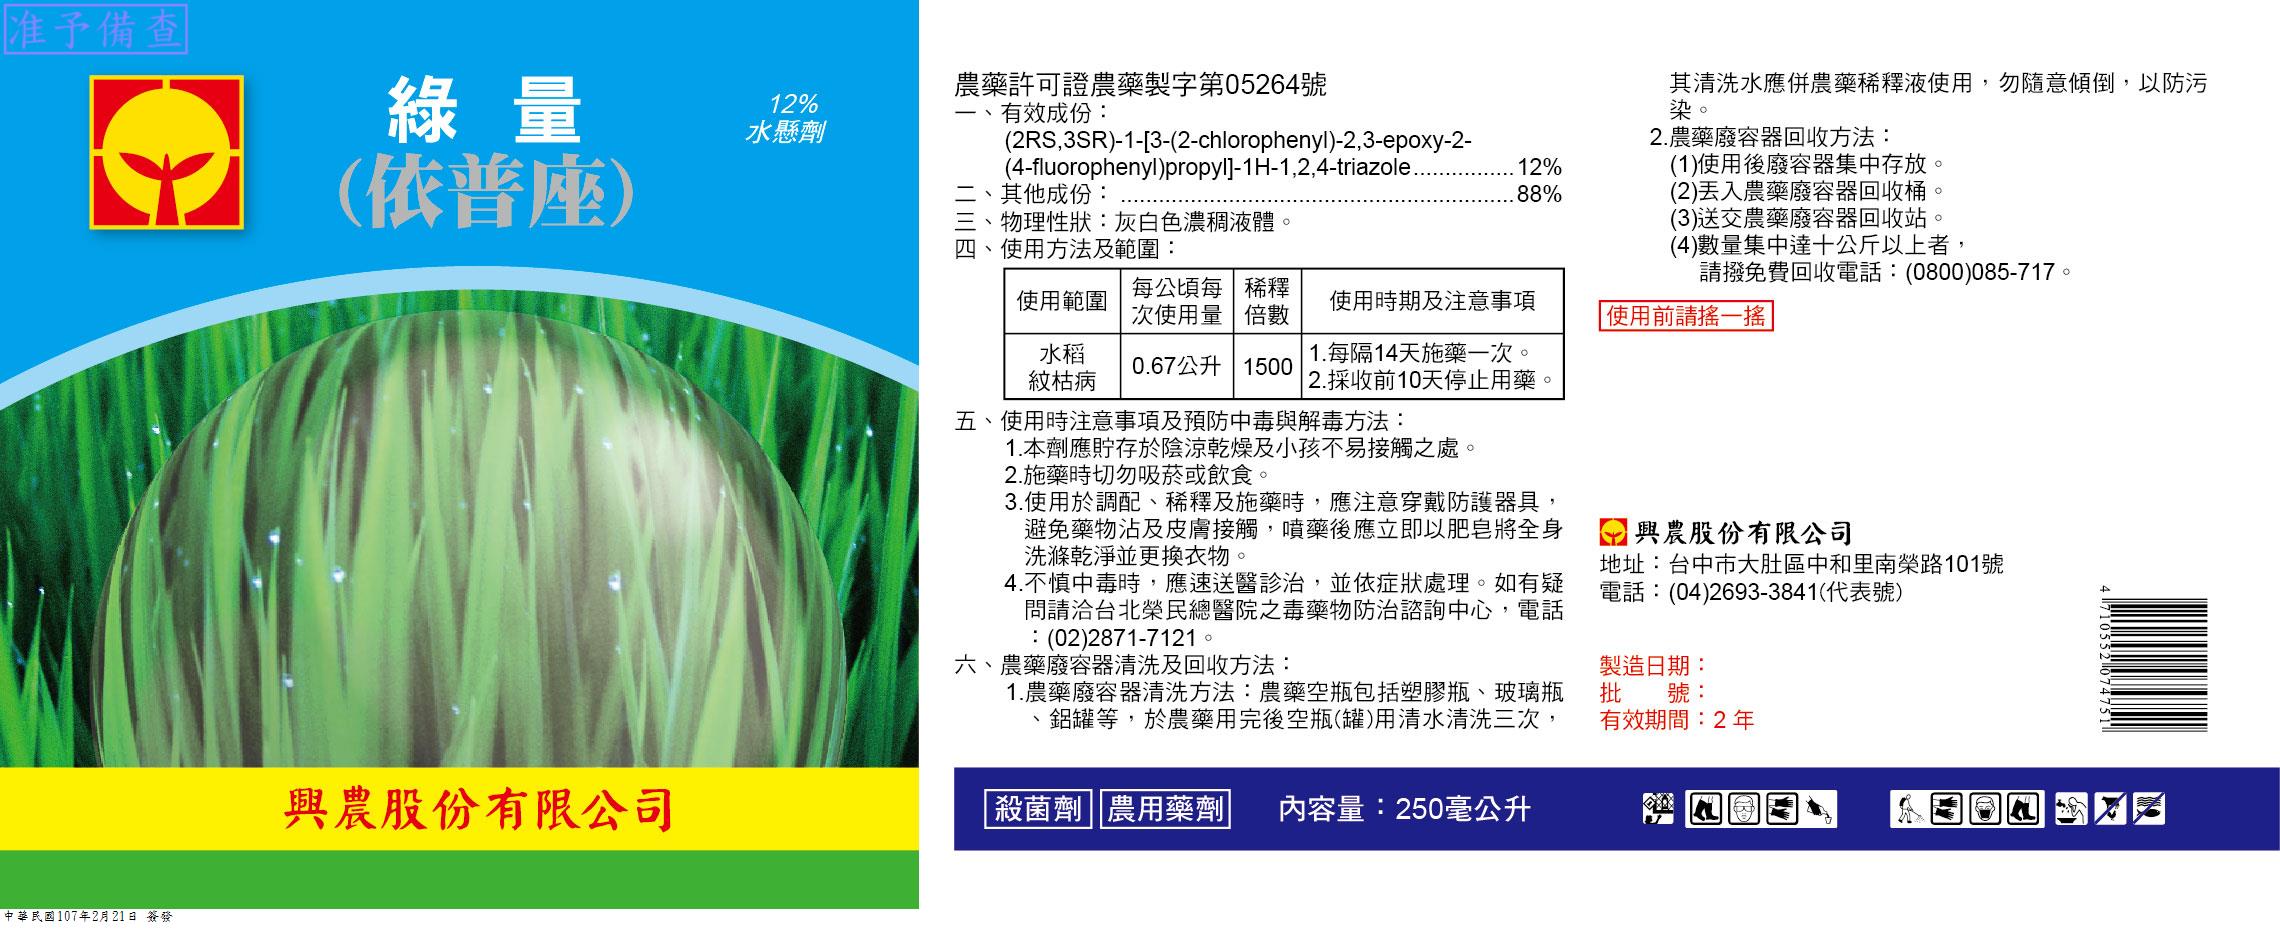 准予備查
綠量
(依普座)
12%
水懸劑
興農股份有限公司
中華民國107年2月21日 簽發
農藥許可證農藥製字第05264號
一、有效成份：
(2RS,3SR)-1-[3-(2-chlorophenyl)-2,3-epoxy-2-
(4-fluorophenyl)propyl]-1H-1,2,4-triazole................12%
二、其他成份：..............................................................88%
三、物理性狀：灰白色濃稠液體。
四、使用方法及範圍：
使用範圍 每公頃每次使用量 稀釋倍數 使用時期及注意事項
水稻紋枯病 0.67公升 1500 1.每隔14天施藥一次。
2.採收前10天停止用藥。
五、使用時注意事項及預防中毒與解毒方法：
1.本劑應貯存於陰涼乾燥及小孩不易接觸之處。
2.施藥時切勿吸菸或飲食。
3.使用於調配、稀釋及施藥時，應注意穿戴防護器具，
避免藥物沾及皮膚接觸，噴藥後應立即以肥皂將全身
洗滌乾淨並更換衣物。
4.不慎中毒時，應速送醫診治，並依症狀處理。如有疑
問請洽台北榮民總醫院之毒藥物防治諮詢中心，電話
：(02)2871-7121。
六、農藥廢容器清洗及回收方法：
1.農藥廢容器清洗方法：農藥空瓶包括塑膠瓶、玻璃瓶
、鋁罐等，於農藥用完後空瓶(罐)用清水清洗三次，
其清洗水應併農藥稀釋液使用，勿隨意傾倒，以防污
染。
2.農藥廢容器回收方法：
(1)使用後廢容器集中存放。
(2)丟入農藥廢容器回收桶。
(3)送交農藥廢容器回收站。
(4)數量集中達十公斤以上者，
請撥免費回收電話：(0800)085-717。
使用前請搖一搖
興農股份有限公司
地址：台中市大肚區中和里南榮路101號
電話：(04)2693-3841(代表號)
製造日期：
批　　號：
有效期間：2 年
4 710552 074751
殺菌劑 農用藥劑 內容量：250毫公升